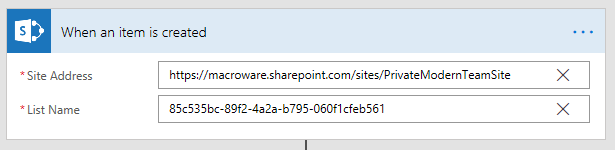 S When an item is created ...
* Site Address https://macroware.sharepoint.com/sites/PrivateModernTeamSite
* List Name 85c535bc-89f2-4a2a-b795-060f1cfeb561